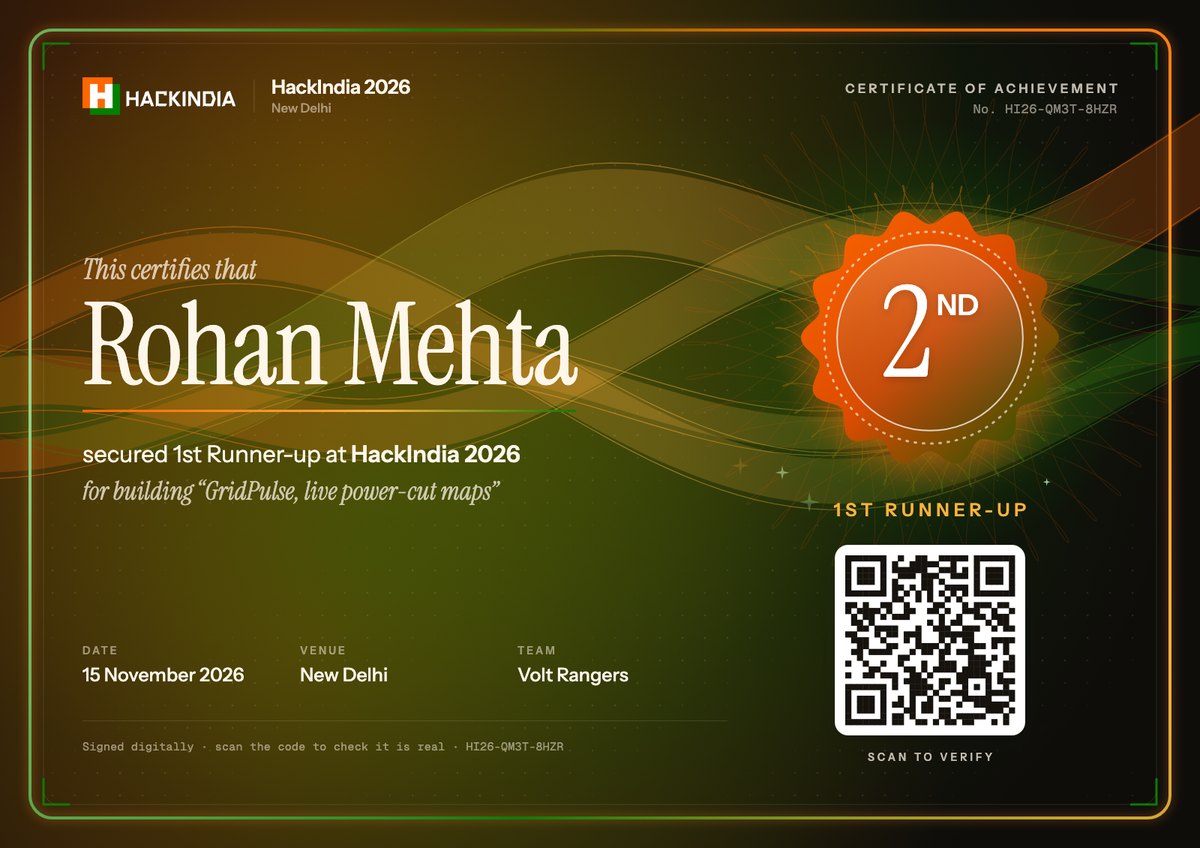 HACKINDIA
HackIndia 2026
New Delhi
CERTIFICATE OF ACHIEVEMENT
No. HI26-QM3T-8HZR
This certifies that
Rohan Mehta
secured 1st Runner-up at HackIndia 2026
for building “GridPulse, live power-cut maps”
2ND
1ST RUNNER-UP
DATE
15 November 2026
VENUE
New Delhi
TEAM
Volt Rangers
Signed digitally · scan the code to check it is real · HI26-QM3T-8HZR
SCAN TO VERIFY